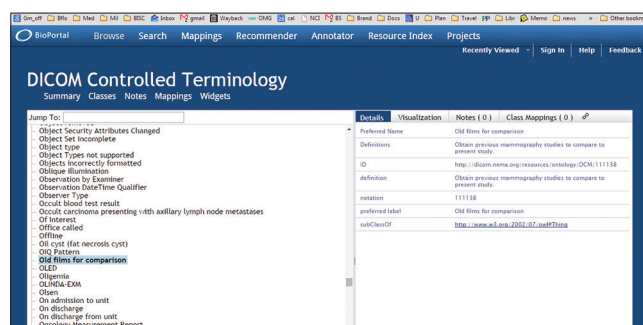 Gm_off Bflo Med Mil BISC Inbox gmail Wayback OMG cal NCI BS Brand Docs U Plan Travel PP Libr Memo news » Other bookm
BioPortal Browse Search Mappings Recommender Annotator Resource Index Projects
Recently Viewed Sign In Help Feedback
DICOM Controlled Terminology
Summary Classes Notes Mappings Widgets
Jump To:
Details Visualization Notes ( 0 ) Class Mappings ( 0 )
Object Security Attributes Changed
Object Set Incomplete
Object type
Object Types not supported
Objects incorrectly formatted
Oblique illumination
Observation by Examiner
Observation DateTime Qualifier
Observer Type
Occult blood test result
Occult carcinoma presenting with axillary lymph node metastases
Of Interest
Office called
Offline
Oil cyst (fat necrosis cyst)
OIQ Pattern
Old films for comparison
OLED
Oligemia
OLINDA-EXM
Olsen
On admission to unit
On discharge
On discharge from unit
Oncology Measurement Report
Preferred Name Old films for comparison
Definitions Obtain previous mammography studies to compare to
present study.
ID http://dicom.nema.org/resources/ontology/DCM/111138
definition Obtain previous mammography studies to compare to
present study.
notation 111138
preferred label Old films for comparison
subClassOf http://www.w3.org/2002/07/owl#Thing